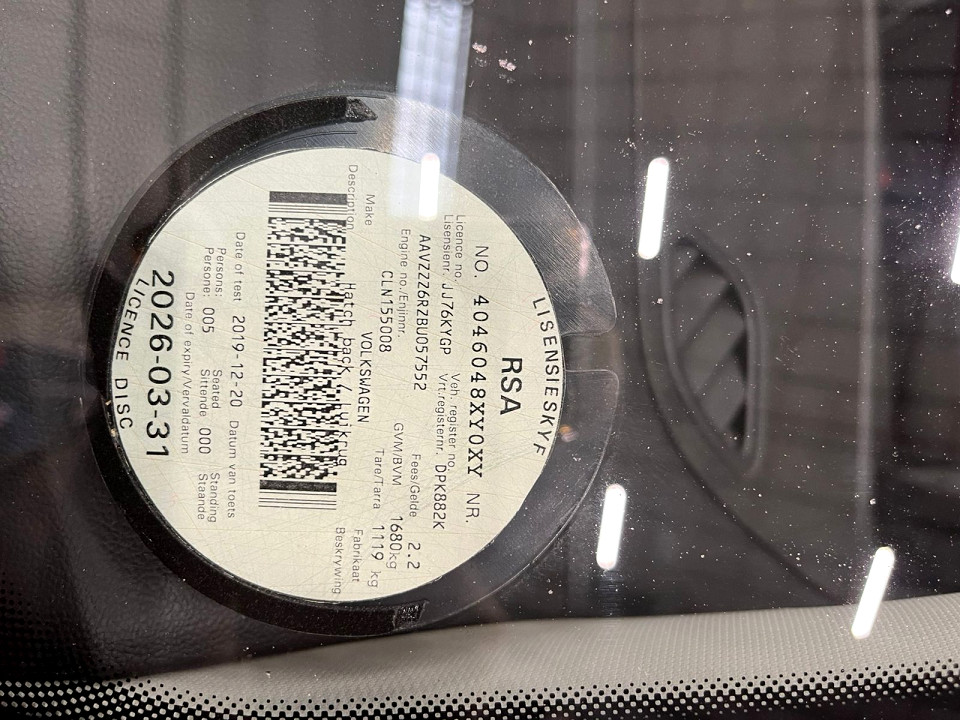 LISENSIESKYF
RSA
NO. 4046048XY0XY NR.
Licence no. Veh. register no.
Lisensienr. JJ76KYGP Vrt.registernr. DPK882K
AAVZZZ6RZBU057552 Fees/Gelde 2.2
Engine no./Enjinnr. GVM/BVM 1680kg
CLN155008 Tare/Tarra 1119 kg
Make VOLKSWAGEN Fabrikaat
Description Hatch back / Luikrug Beskrywing
Date of test 2019-12-20 Datum van toets
Persons: Seated Standing
Persone: 005 Sittende 000 Staande
Date of expiry/Vervaldatum
2026-03-31
LICENCE DISC